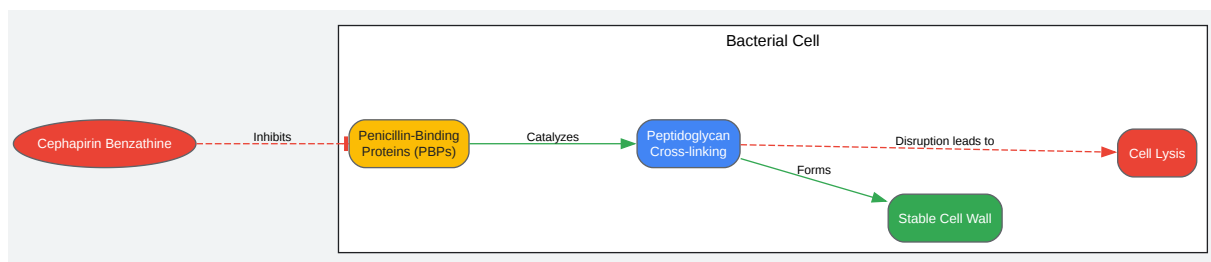 Bacterial Cell
Cephapirin Benzathine
Inhibits
Penicillin-Binding
Proteins (PBPs)
Catalyzes
Peptidoglycan
Cross-linking
Disruption leads to
Cell Lysis
Forms
Stable Cell Wall